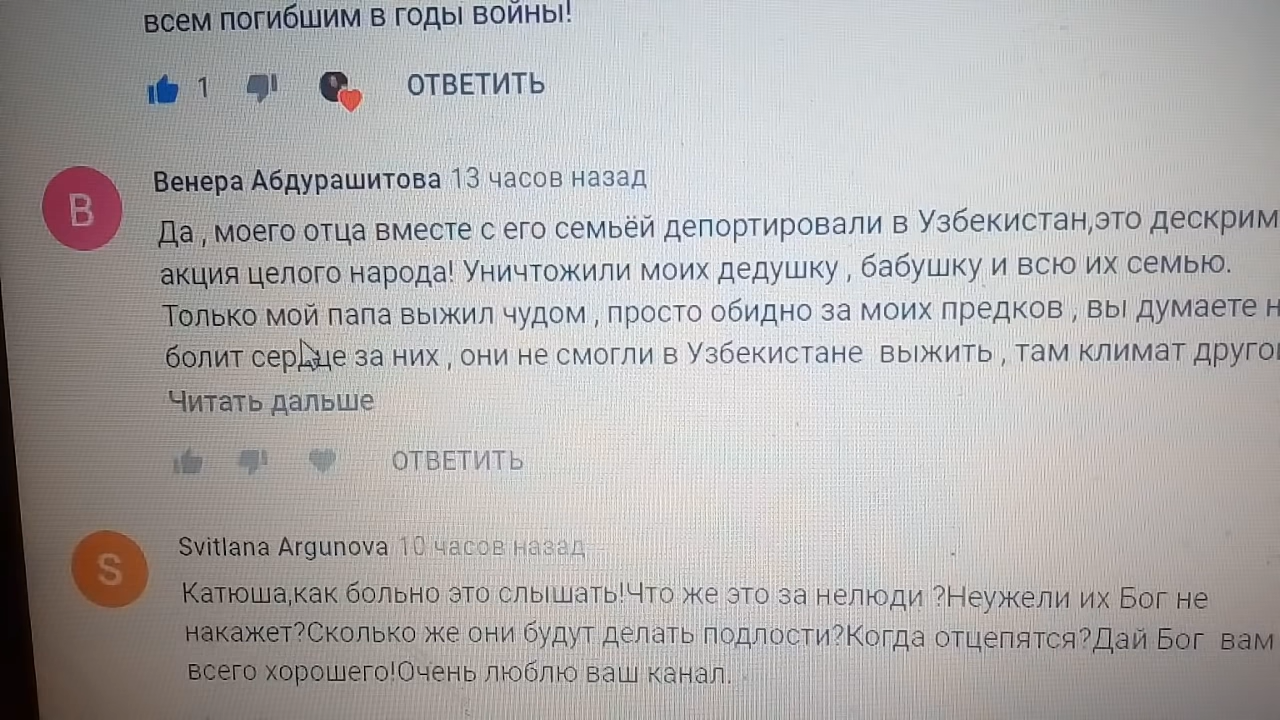 всем погибшим в годы войны!
1 ОТВЕТИТЬ
В
Венера Абдурашитова 13 часов назад
Да , моего отца вместе с его семьёй депортировали в Узбекистан,это дескрим
акция целого народа! Уничтожили моих дедушку , бабушку и всю их семью.
Только мой папа выжил чудом , просто обидно за моих предков , вы думаете н
болит сердце за них , они не смогли в Узбекистане выжить , там климат друго
Читать дальше
ОТВЕТИТЬ
S
Svitlana Argunova 10 часов назад
Катюша,как больно это слышать!Что же это за нелюди ?Неужели их Бог не
накажет?Сколько же они будут делать подлости?Когда отцепятся?Дай Бог вам
всего хорошего!Очень люблю ваш канал.